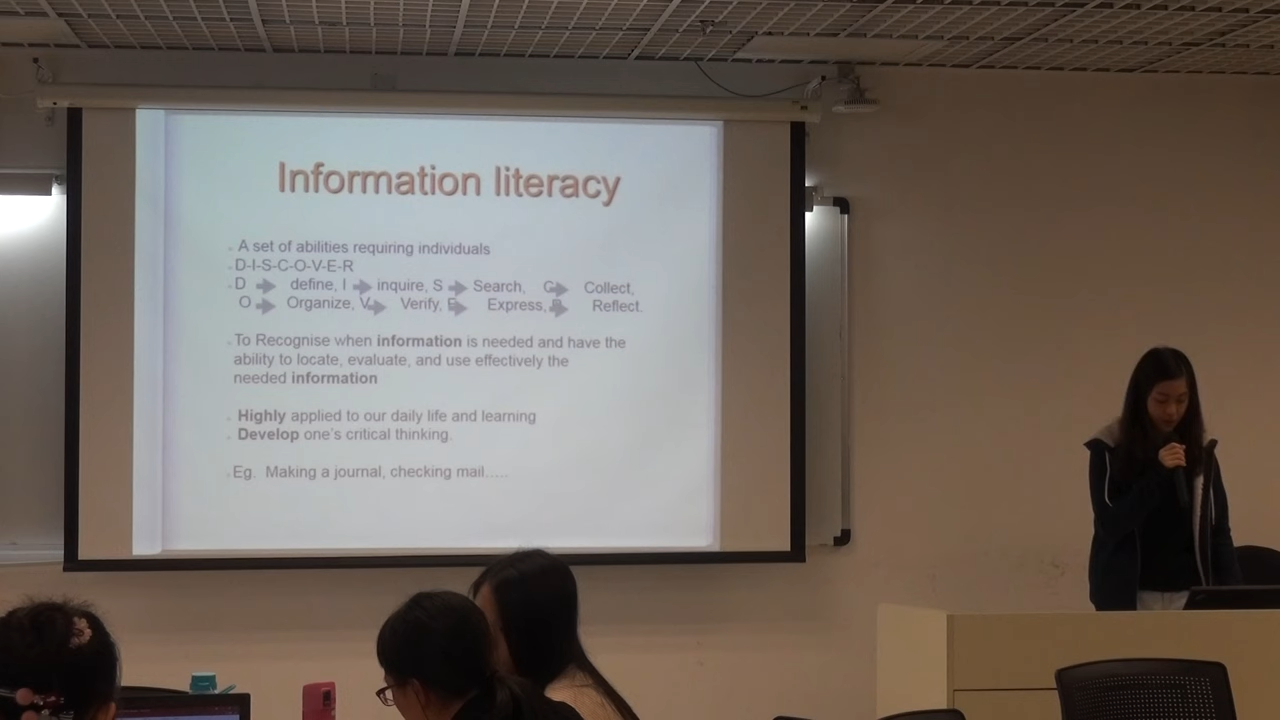 Information literacy
A set of abilities requiring individuals
D-I-S-C-O-V-E-R
D define, I inquire, S Search, C Collect,
O Organize, V Verify, E Express, R Reflect.
To Recognise when information is needed and have the
ability to locate, evaluate, and use effectively the
needed information
Highly applied to our daily life and learning
Develop one's critical thinking.
Eg. Making a journal, checking mail.....